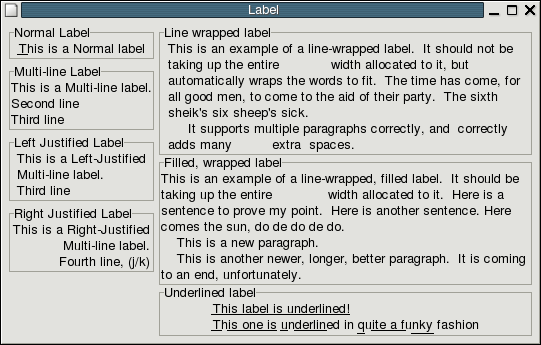 Label
Normal Label
This is a Normal label
Multi-line Label
This is a Multi-line label.
Second line
Third line
Left Justified Label
This is a Left-Justified
Multi-line label.
Third line
Right Justified Label
This is a Right-Justified
Multi-line label.
Fourth line, (j/k)
Line wrapped label
This is an example of a line-wrapped label.  It should not be
taking up the entire             width allocated to it, but
automatically wraps the words to fit.  The time has come, for
all good men, to come to the aid of their party.  The sixth
sheik's six sheep's sick.
     It supports multiple paragraphs correctly, and  correctly
adds many           extra  spaces.
Filled, wrapped label
This is an example of a line-wrapped, filled label.  It should be
taking up the entire              width allocated to it.  Here is a
sentence to prove my point.  Here is another sentence. Here
comes the sun, do de do de do.
    This is a new paragraph.
    This is another newer, longer, better paragraph.  It is coming
to an end, unfortunately.
Underlined label
This label is underlined!
This one is underlined in quite a funky fashion